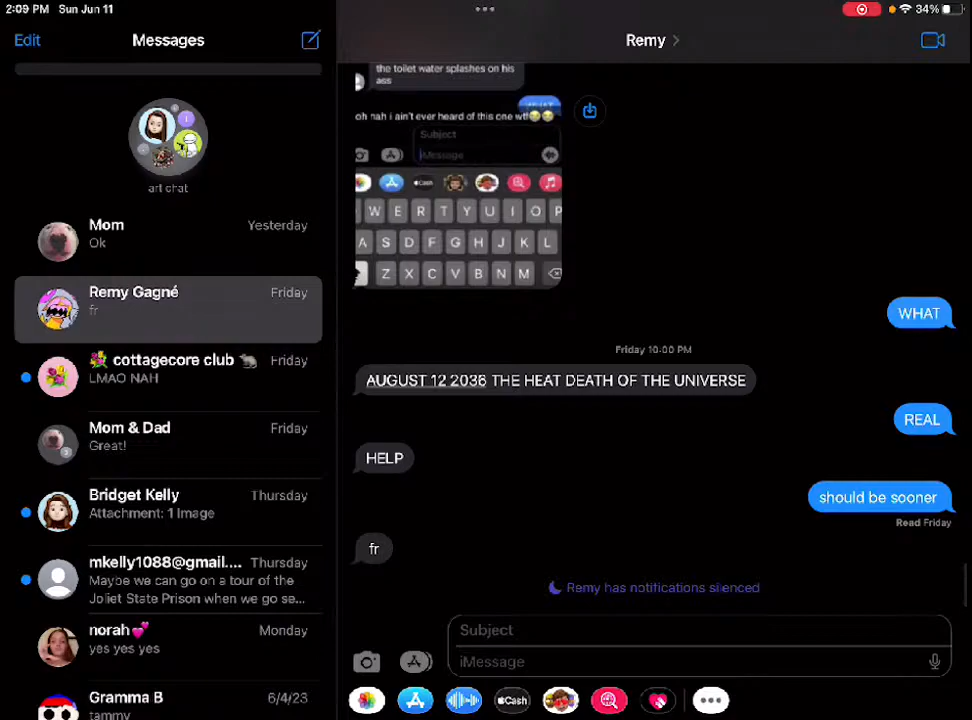 2:09 PM Sun Jun 11
34%
Edit
Messages
art chat
Mom
Yesterday
Ok
Remy Gagné
Friday
fr
💐 cottagecore club 🐀
Friday
LMAO NAH
Mom & Dad
Friday
Great!
Bridget Kelly
Thursday
Attachment: 1 Image
mkelly1088@gmail....
Thursday
Maybe we can go on a tour of the
Joliet State Prison when we go se...
norah💕
Monday
yes yes yes
Gramma B
6/4/23
tammy
Remy >
the toilet water splashes on his
ass
oh nah i ain't ever heard of this one wtf😭😭
Subject
iMessage
Cash
W E R T Y U I O P
A S D F G H J K L
Z X C V B N M
WHAT
Friday 10:00 PM
AUGUST 12 2036 THE HEAT DEATH OF THE UNIVERSE
REAL
HELP
should be sooner
Read Friday
fr
Remy has notifications silenced
Subject
iMessage
Cash